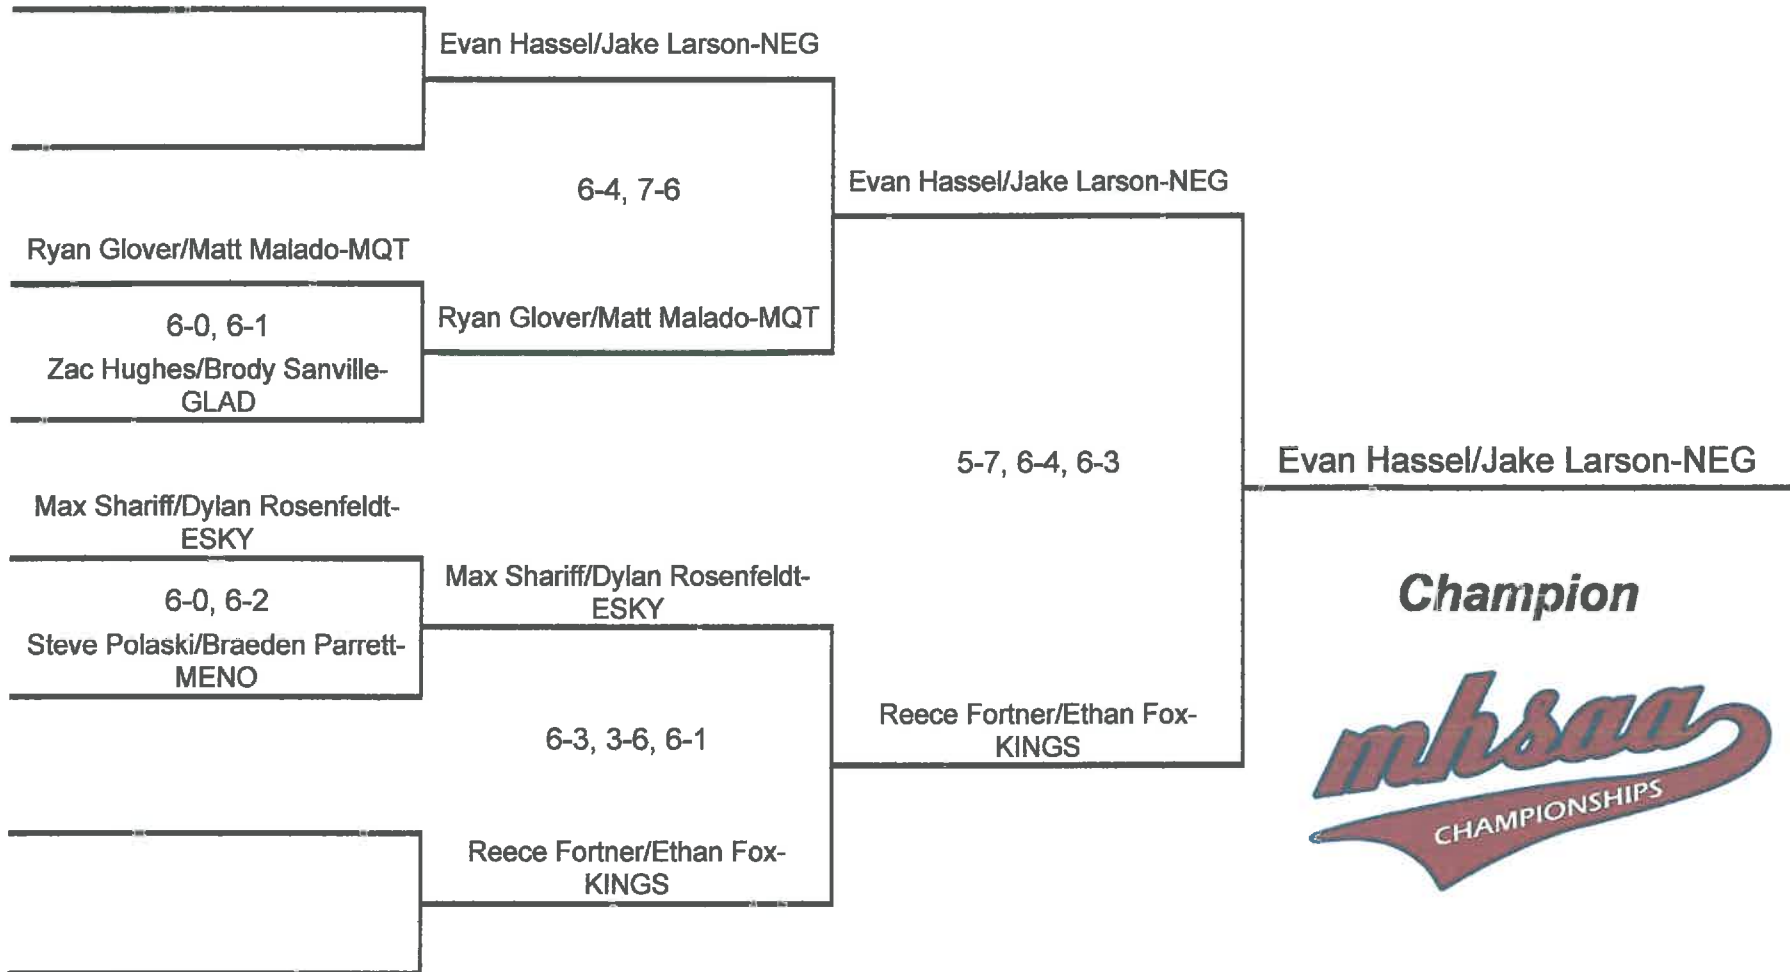 Evan Hassel/Jake Larson-NEG
6-4, 7-6
Evan Hassel/Jake Larson-NEG
Ryan Glover/Matt Malado-MQT
6-0, 6-1
Zac Hughes/Brody Sanville-
GLAD
Ryan Glover/Matt Malado-MQT
5-7, 6-4, 6-3
Evan Hassel/Jake Larson-NEG
Max Shariff/Dylan Rosenfeldt-
ESKY
6-0, 6-2
Steve Polaski/Braeden Parrett-
MENO
Max Shariff/Dylan Rosenfeldt-
ESKY
6-3, 3-6, 6-1
Reece Fortner/Ethan Fox-
KINGS
Reece Fortner/Ethan Fox-
KINGS
Champion
mhsaa
CHAMPIONSHIPS